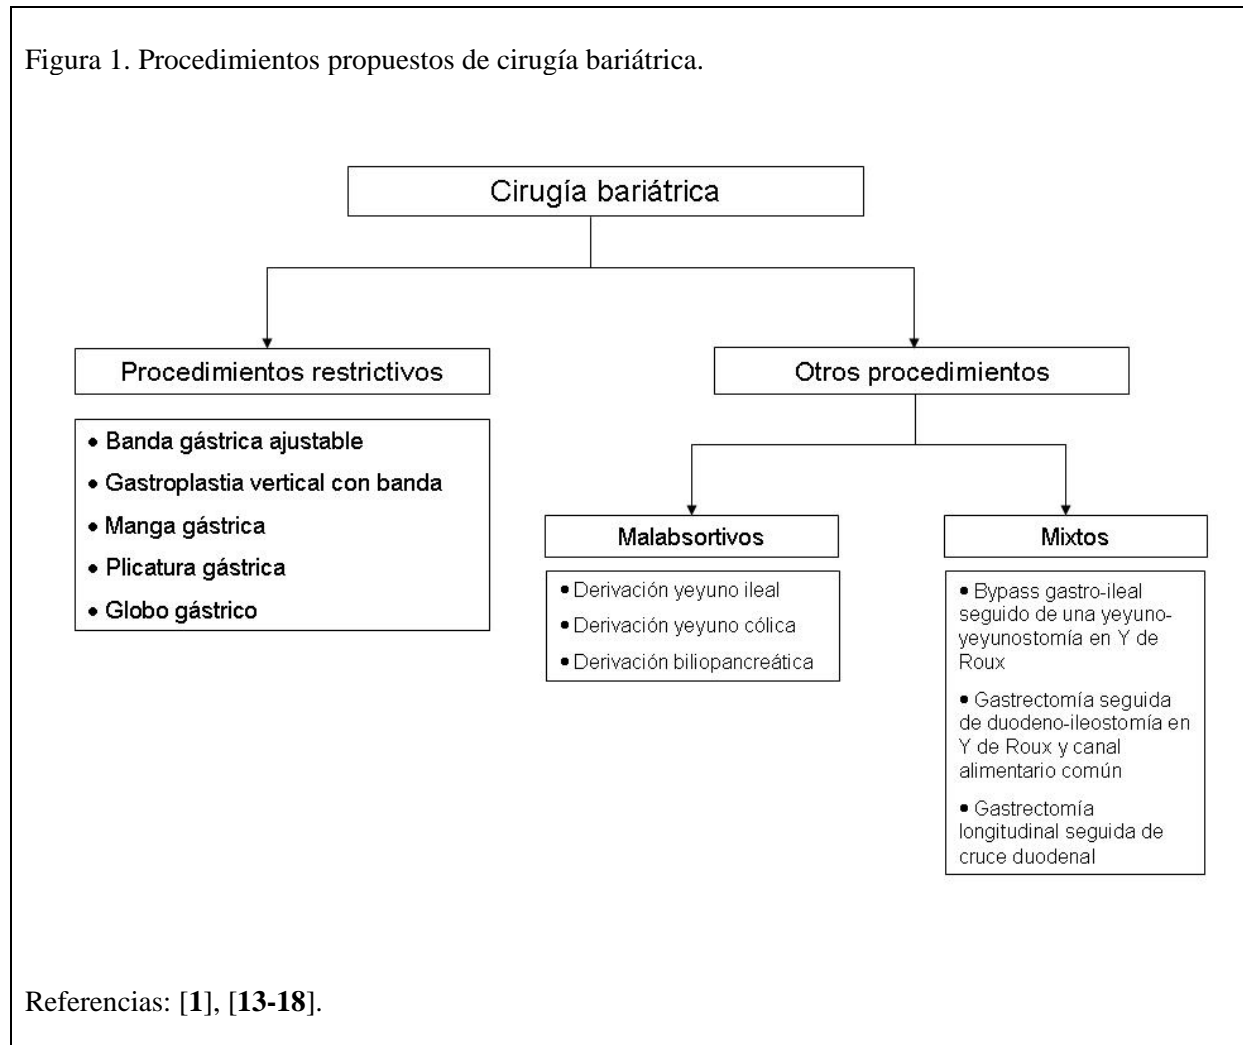 Figura 1. Procedimientos propuestos de cirugía bariátrica.
Cirugía bariátrica
Procedimientos restrictivos
• Banda gástrica ajustable
• Gastroplastia vertical con banda
• Manga gástrica
• Plicatura gástrica
• Globo gástrico
Otros procedimientos
Malabsortivos
• Derivación yeyuno ileal
• Derivación yeyuno cólica
• Derivación biliopancreática
Mixtos
• Bypass gastro-ileal
seguido de una yeyuno-
yeyunostomía en Y de
Roux
• Gastrectomía seguida
de duodeno-ileostomía en
Y de Roux y canal
alimentario común
• Gastrectomía
longitudinal seguida de
cruce duodenal
Referencias: [1], [13-18].